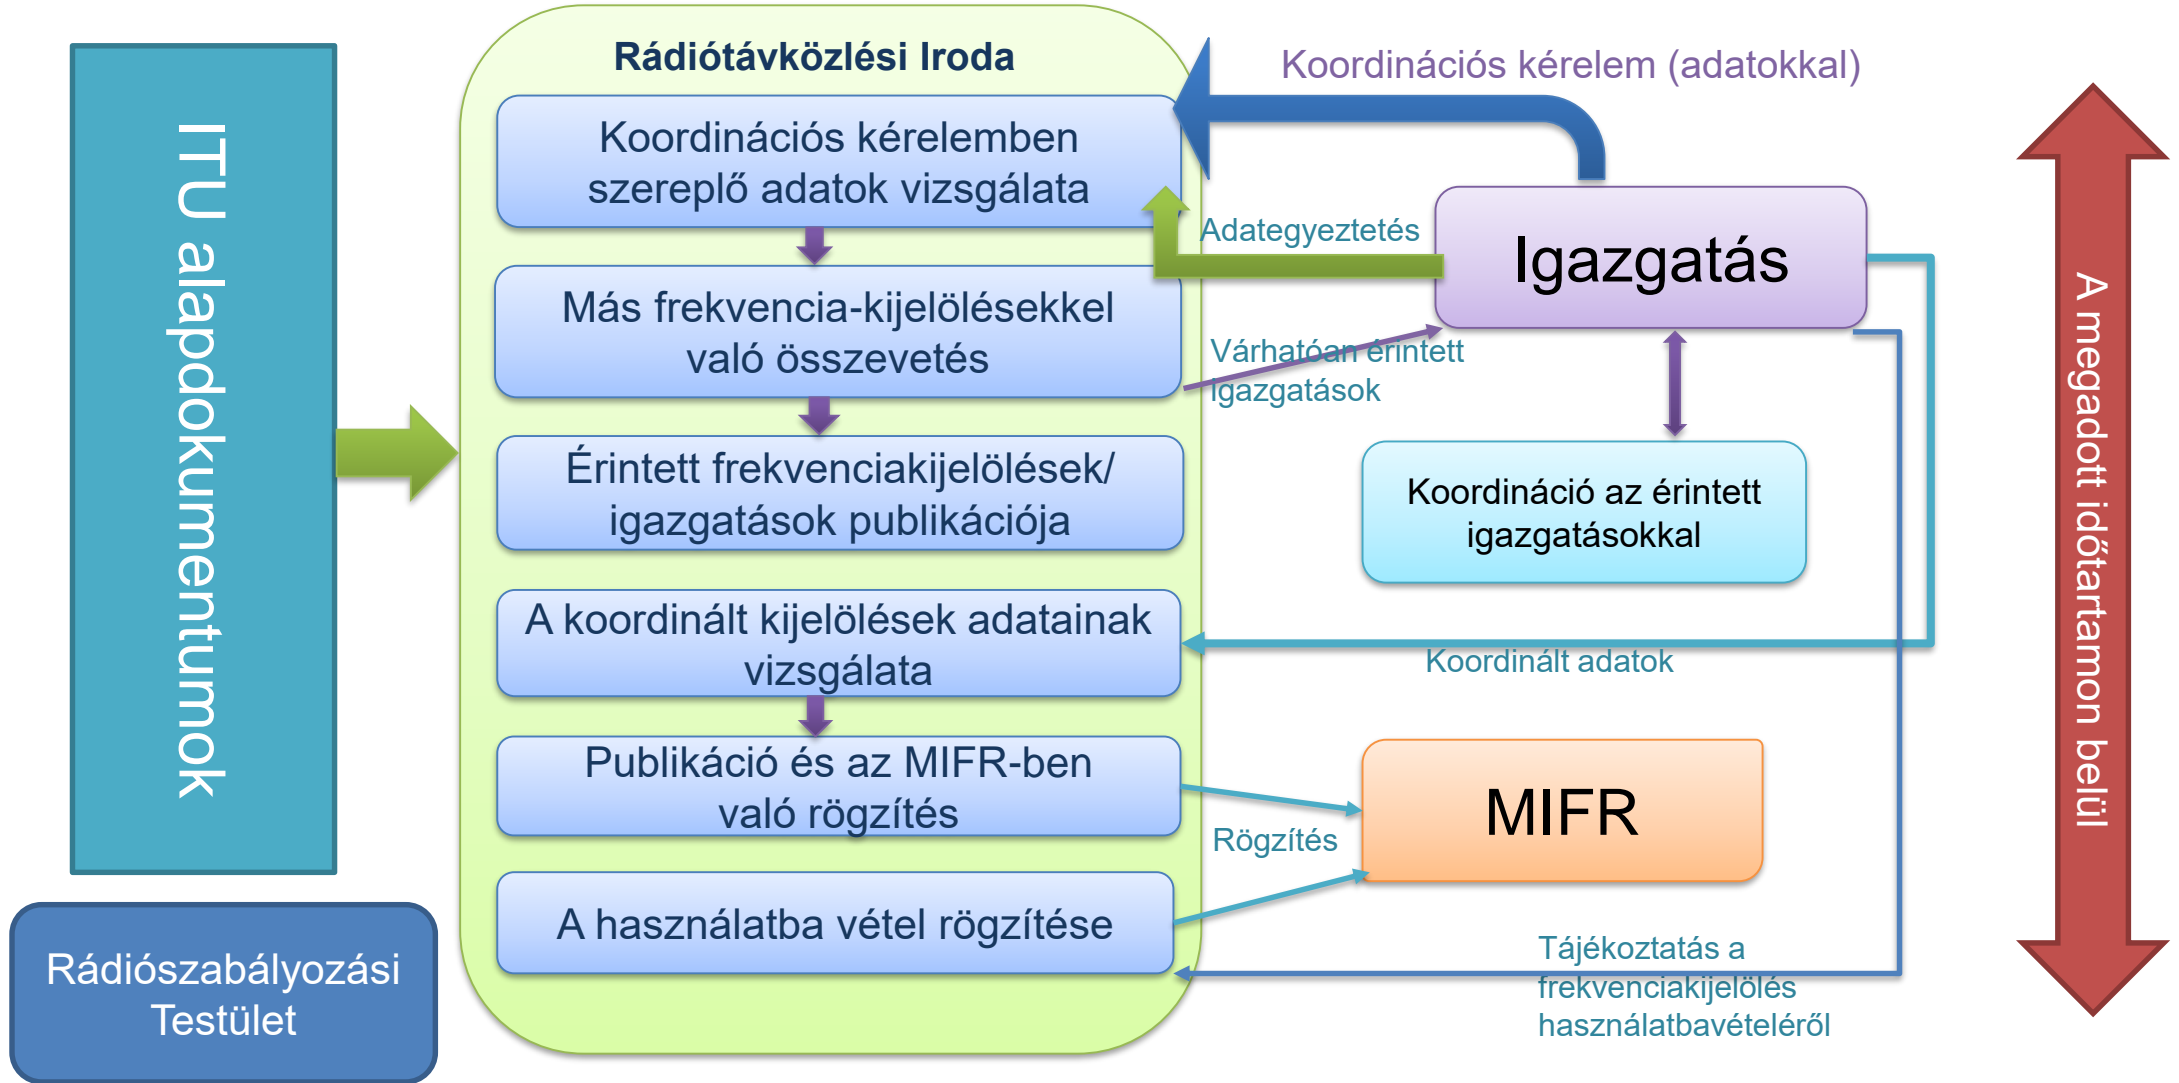 ITU alapdokumentumok
Rádiószabályozási
Testület
Rádiótávközlési Iroda
Koordinációs kérelemben
szereplő adatok vizsgálata
Más frekvencia-kijelölésekkel
való összevetés
Érintett frekvenciakijelölések/
igazgatások publikációja
A koordinált kijelölések adatainak
vizsgálata
Publikáció és az MIFR-ben
való rögzítés
A használatba vétel rögzítése
Koordinációs kérelem (adatokkal)
Adategyeztetés
Igazgatás
Várhatóan érintett
igazgatások
Koordináció az érintett
igazgatásokkal
Koordinált adatok
MIFR
Rögzítés
Tájékoztatás a
frekvenciakijelölés
használatbavételéről
A megadott időtartamon belül